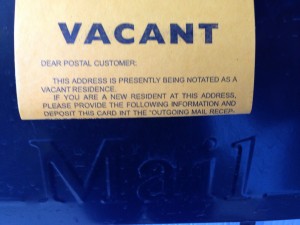 VACANT
DEAR POSTAL CUSTOMER:
THIS ADDRESS IS PRESENTLY BEING NOTATED AS A
VACANT RESIDENCE.
IF YOU ARE A NEW RESIDENT AT THIS ADDRESS,
PLEASE PROVIDE THE FOLLOWING INFORMATION AND
DEPOSIT THIS CARD INT THE "OUTGOING MAIL RECEP-
Mail